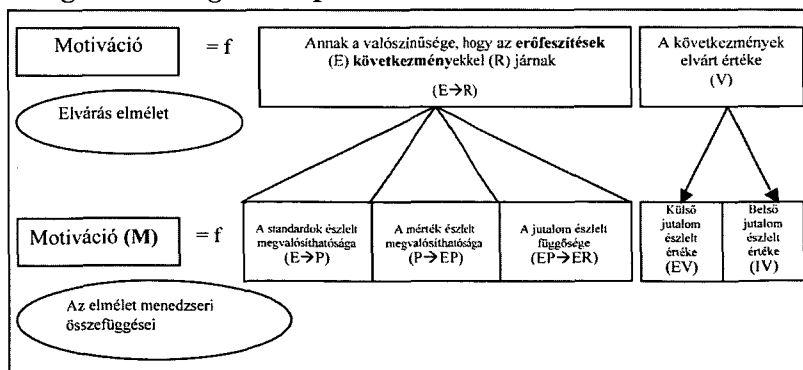 Motiváció
= f
Annak a valószínűsége, hogy az erőfeszítések
(E) következményekkel (R) járnak
(E→R)
A következmények
elvárt értéke
(V)
Elvárás elmélet
Motiváció (M)
= f
A standardok észlelt
megvalósíthatósága
(E→P)
A mérték észlelt
megvalósíthatósága
(P→EP)
A jutalom észlelt
függősége
(EP→ER)
Külső
jutalom
észlelt
értéke
(EV)
Belső
jutalom
észlelt
értéke
(IV)
Az elmélet menedzseri
összefüggései